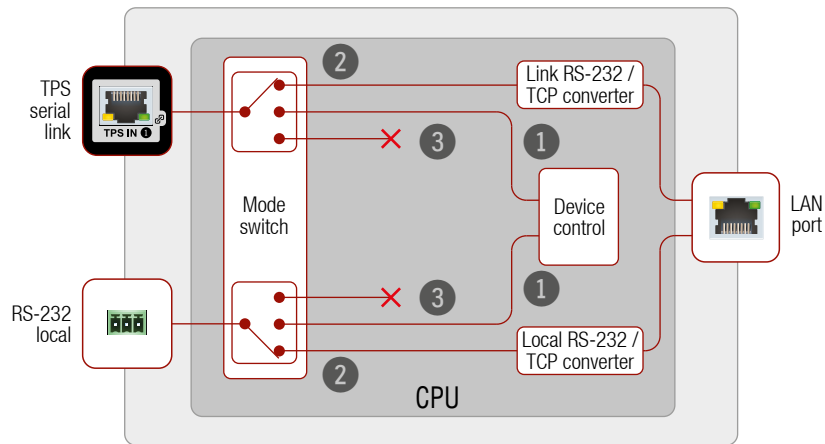 TPS
serial
link
TPS IN 1
2
Link RS-232 /
TCP converter
3
1
Mode
switch
Device
control
LAN
port
RS-232
local
3
1
Local RS-232 /
TCP converter
2
CPU